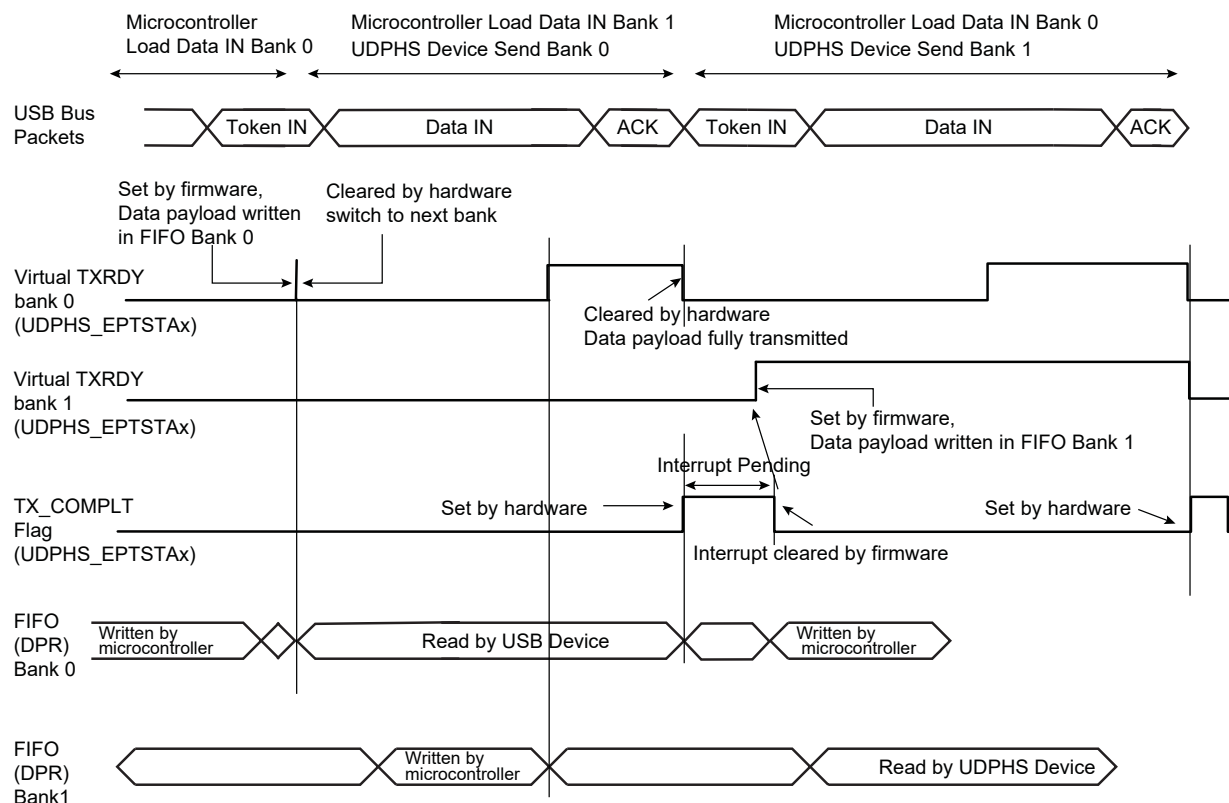 Microcontroller
Load Data IN Bank 0
Microcontroller Load Data IN Bank 1
UDPHS Device Send Bank 0
Microcontroller Load Data IN Bank 0
UDPHS Device Send Bank 1
USB Bus
Packets
Token IN
Data IN
ACK
Token IN
Data IN
ACK
Set by firmware,
Data payload written
in FIFO Bank 0
Cleared by hardware
switch to next bank
Virtual TXRDY
bank 0
(UDPHS_EPTSTAx)
Cleared by hardware
Data payload fully transmitted
Virtual TXRDY
bank 1
(UDPHS_EPTSTAx)
Set by firmware,
Data payload written in FIFO Bank 1
Interrupt Pending
TX_COMPLT
Flag
(UDPHS_EPTSTAx)
Set by hardware
Set by hardware
Interrupt cleared by firmware
FIFO
(DPR)
Bank 0
Written by
microcontroller
Read by USB Device
Written by
microcontroller
FIFO
(DPR)
Bank1
Written by
microcontroller
Read by UDPHS Device